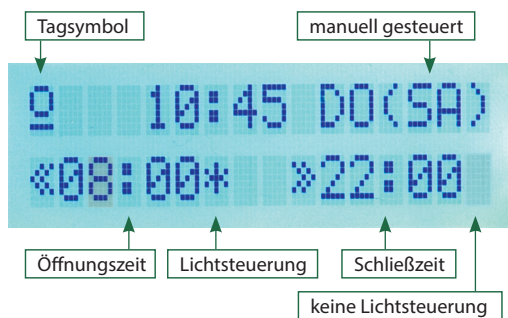 Tagsymbol manuell gesteuert
º 10:45 DO(SA)
«08:00* »22:00
Öffnungszeit Lichtsteuerung Schließzeit
keine Lichtsteuerung